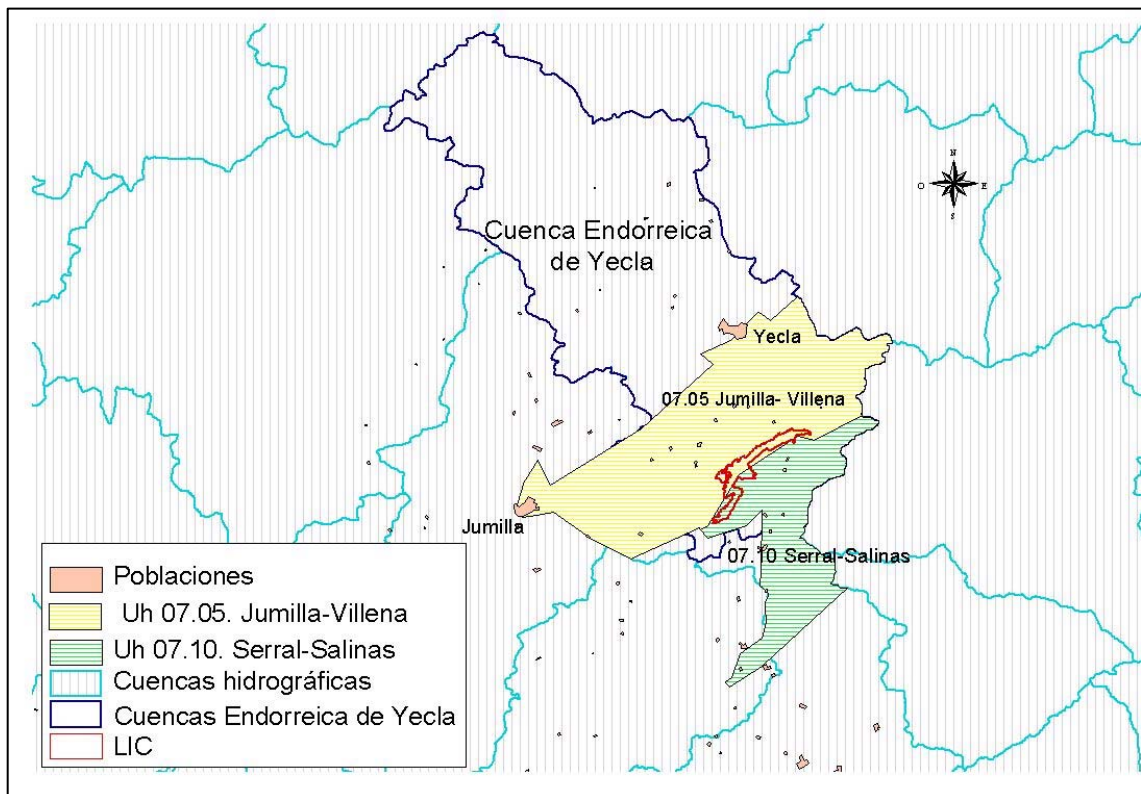 N
O
E
S
Cuenca Endorreica
de Yecla
Yecla
07.05 Jumilla- Villena
Jumilla
07.10 Serral-Salinas
Poblaciones
Uh 07.05. Jumilla-Villena
Uh 07.10. Serral-Salinas
Cuencas hidrográficas
Cuencas Endorreica de Yecla
LIC